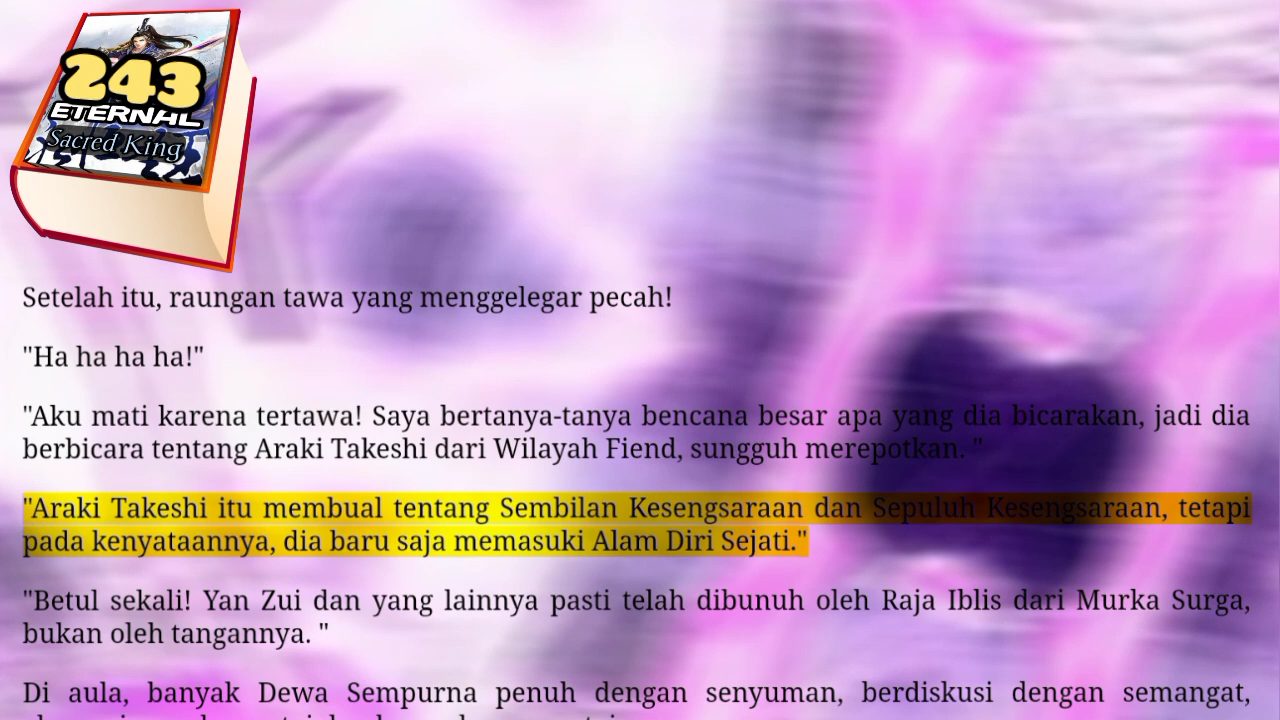 243
ETERNAL
Sacred King
Setelah itu, raungan tawa yang menggelegar pecah!
"Ha ha ha ha!"
"Aku mati karena tertawa! Saya bertanya-tanya bencana besar apa yang dia bicarakan, jadi dia
berbicara tentang Araki Takeshi dari Wilayah Fiend, sungguh merepotkan. "
"Araki Takeshi itu membual tentang Sembilan Kesengsaraan dan Sepuluh Kesengsaraan, tetapi
pada kenyataannya, dia baru saja memasuki Alam Diri Sejati."
"Betul sekali! Yan Zui dan yang lainnya pasti telah dibunuh oleh Raja Iblis dari Murka Surga,
bukan oleh tangannya. "
Di aula, banyak Dewa Sempurna penuh dengan senyuman, berdiskusi dengan semangat,